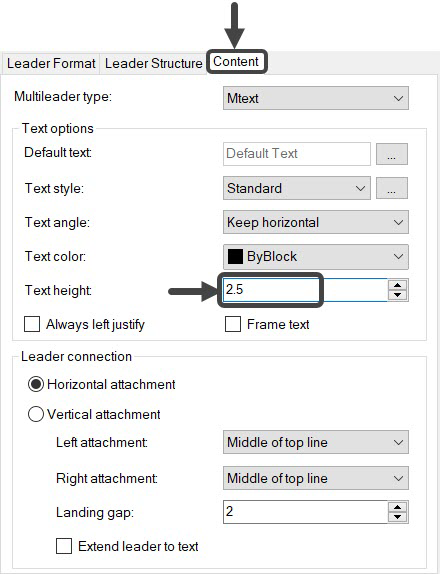 Leader Format Leader Structure Content
Multileader type: Mtext
Text options
Default text: Default Text ...
Text style: Standard ...
Text angle: Keep horizontal
Text color: ByBlock
Text height: 2.5
Always left justify Frame text
Leader connection
Horizontal attachment
Vertical attachment
Left attachment: Middle of top line
Right attachment: Middle of top line
Landing gap: 2
Extend leader to text